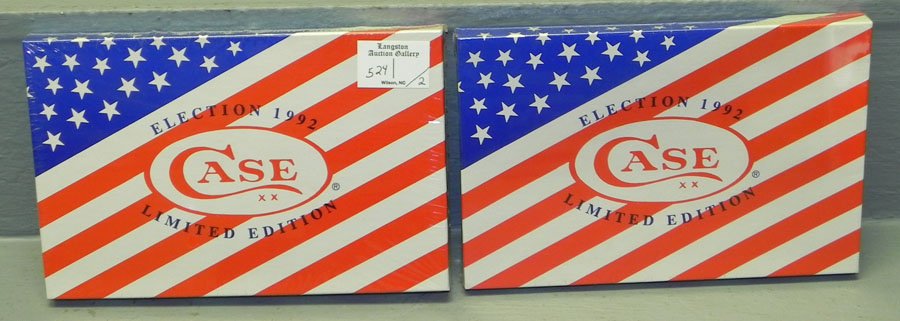 Langston
Auction Gallery
524 / 2
Wilson, NC
ELECTION 1992
CASE
XX
®
LIMITED EDITION
ELECTION 1992
CASE
XX
®
LIMITED EDITION